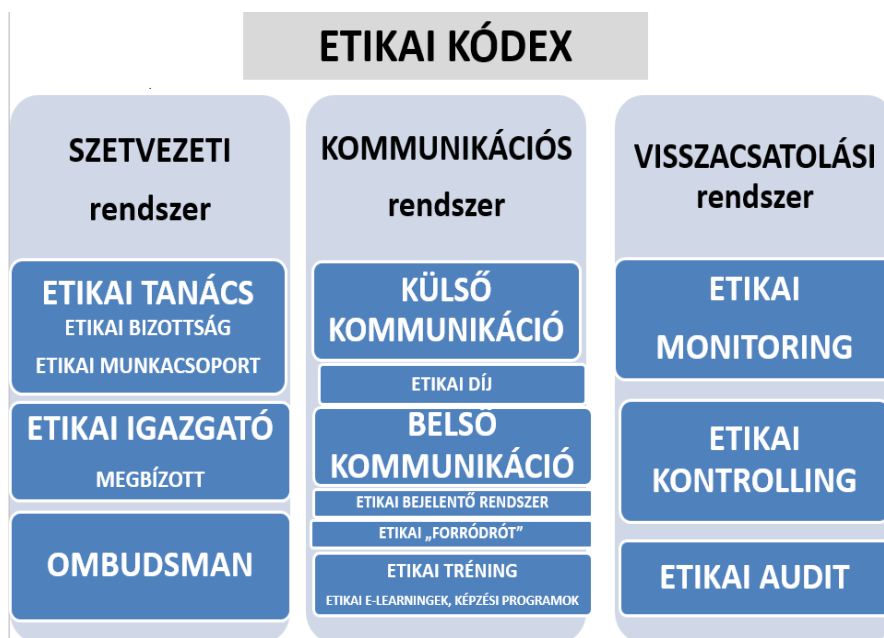 ETIKAI KÓDEX
SZETVEZETI
rendszer
ETIKAI TANÁCS
ETIKAI BIZOTTSÁG
ETIKAI MUNKACSOPORT
ETIKAI IGAZGATÓ
MEGBÍZOTT
OMBUDSMAN
KOMMUNIKÁCIÓS
rendszer
KÜLSŐ
KOMMUNIKÁCIÓ
ETIKAI DÍJ
BELSŐ
KOMMUNIKÁCIÓ
ETIKAI BEJELENTŐ RENDSZER
ETIKAI „FORRÓDRÓT”
ETIKAI TRÉNING
ETIKAI E-LEARNINGEK, KÉPZÉSI PROGRAMOK
VISSZACSATOLÁSI
rendszer
ETIKAI
MONITORING
ETIKAI
KONTROLLING
ETIKAI AUDIT